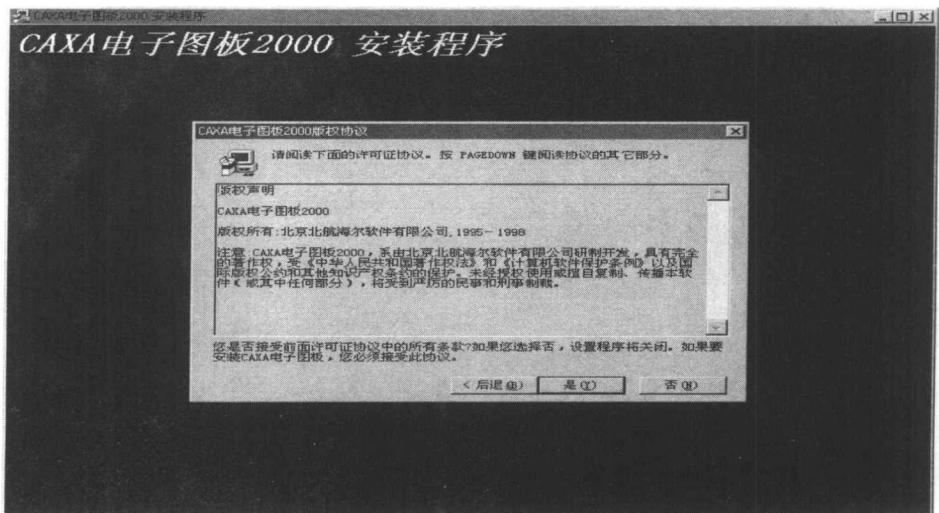 CAXA电子图板2000 安装程序
CAXA电子图板2000 安装程序
CAXA电子图板2000版权协议
请阅读下面的许可证协议。按 PAGEDOWN 键阅读协议的其它部分。
版权声明
CAXA电子图板2000
版权所有:北京北航海尔软件有限公司,1995-1998
注意:CAXA电子图板2000，系由北京北航海尔软件有限公司研制开发，具有完全
的著作权，受《中华人民共和国著作权法》和《计算机软件保护条例》以及国
际版权公约和其他知识产权条约的保护。未经授权使用或擅自复制、传播本软
件（或其中任何部分），将受到严厉的民事和刑事制裁。
您是否接受前面许可证协议中的所有条款?如果您选择否，设置程序将关闭。如果要
安装CAXA电子图板，您必须接受此协议。
< 后退(B) 是(Y) 否(N)